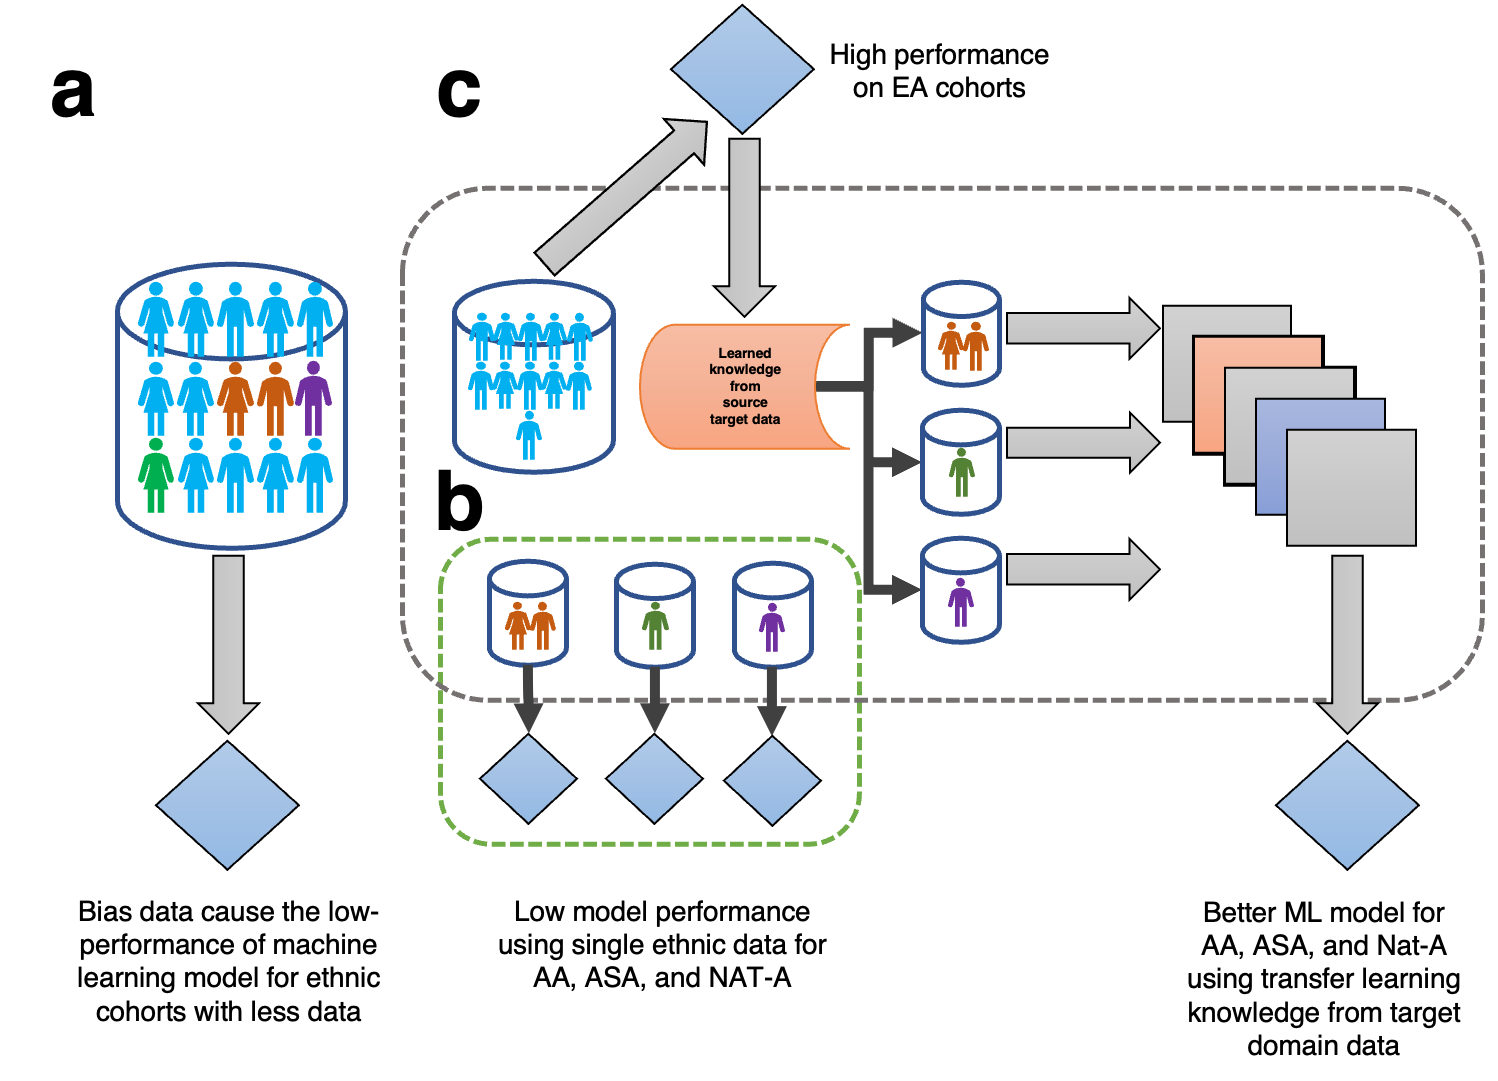 a
c
High performance
on EA cohorts
Learned
knowledge
from
source
target data
b
Bias data cause the low-
performance of machine
learning model for ethnic
cohorts with less data
Low model performance
using single ethnic data for
AA, ASA, and NAT-A
Better ML model for
AA, ASA, and Nat-A
using transfer learning
knowledge from target
domain data